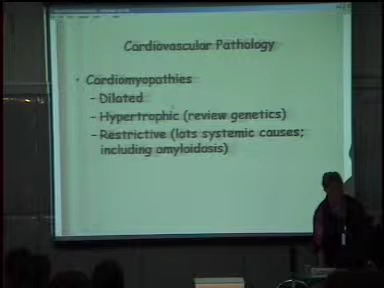 Cardiovascular Pathology
• Cardiomyopathies
– Dilated
– Hypertrophic (review genetics)
– Restrictive (lots systemic causes;
including amyloidosis)